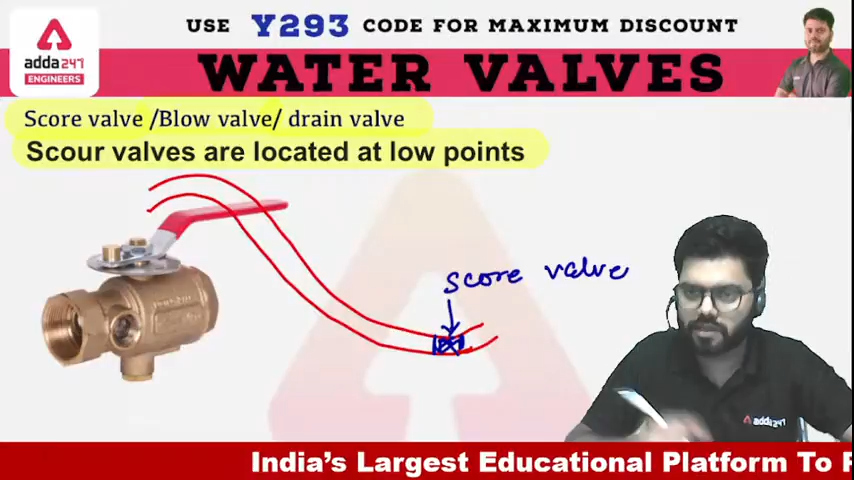 USE Y293 CODE FOR MAXIMUM DISCOUNT
adda247
ENGINEERS
WATER VALVES
Score valve /Blow valve/ drain valve
Scour valves are located at low points
score valve
adda247
India's Largest Educational Platform To